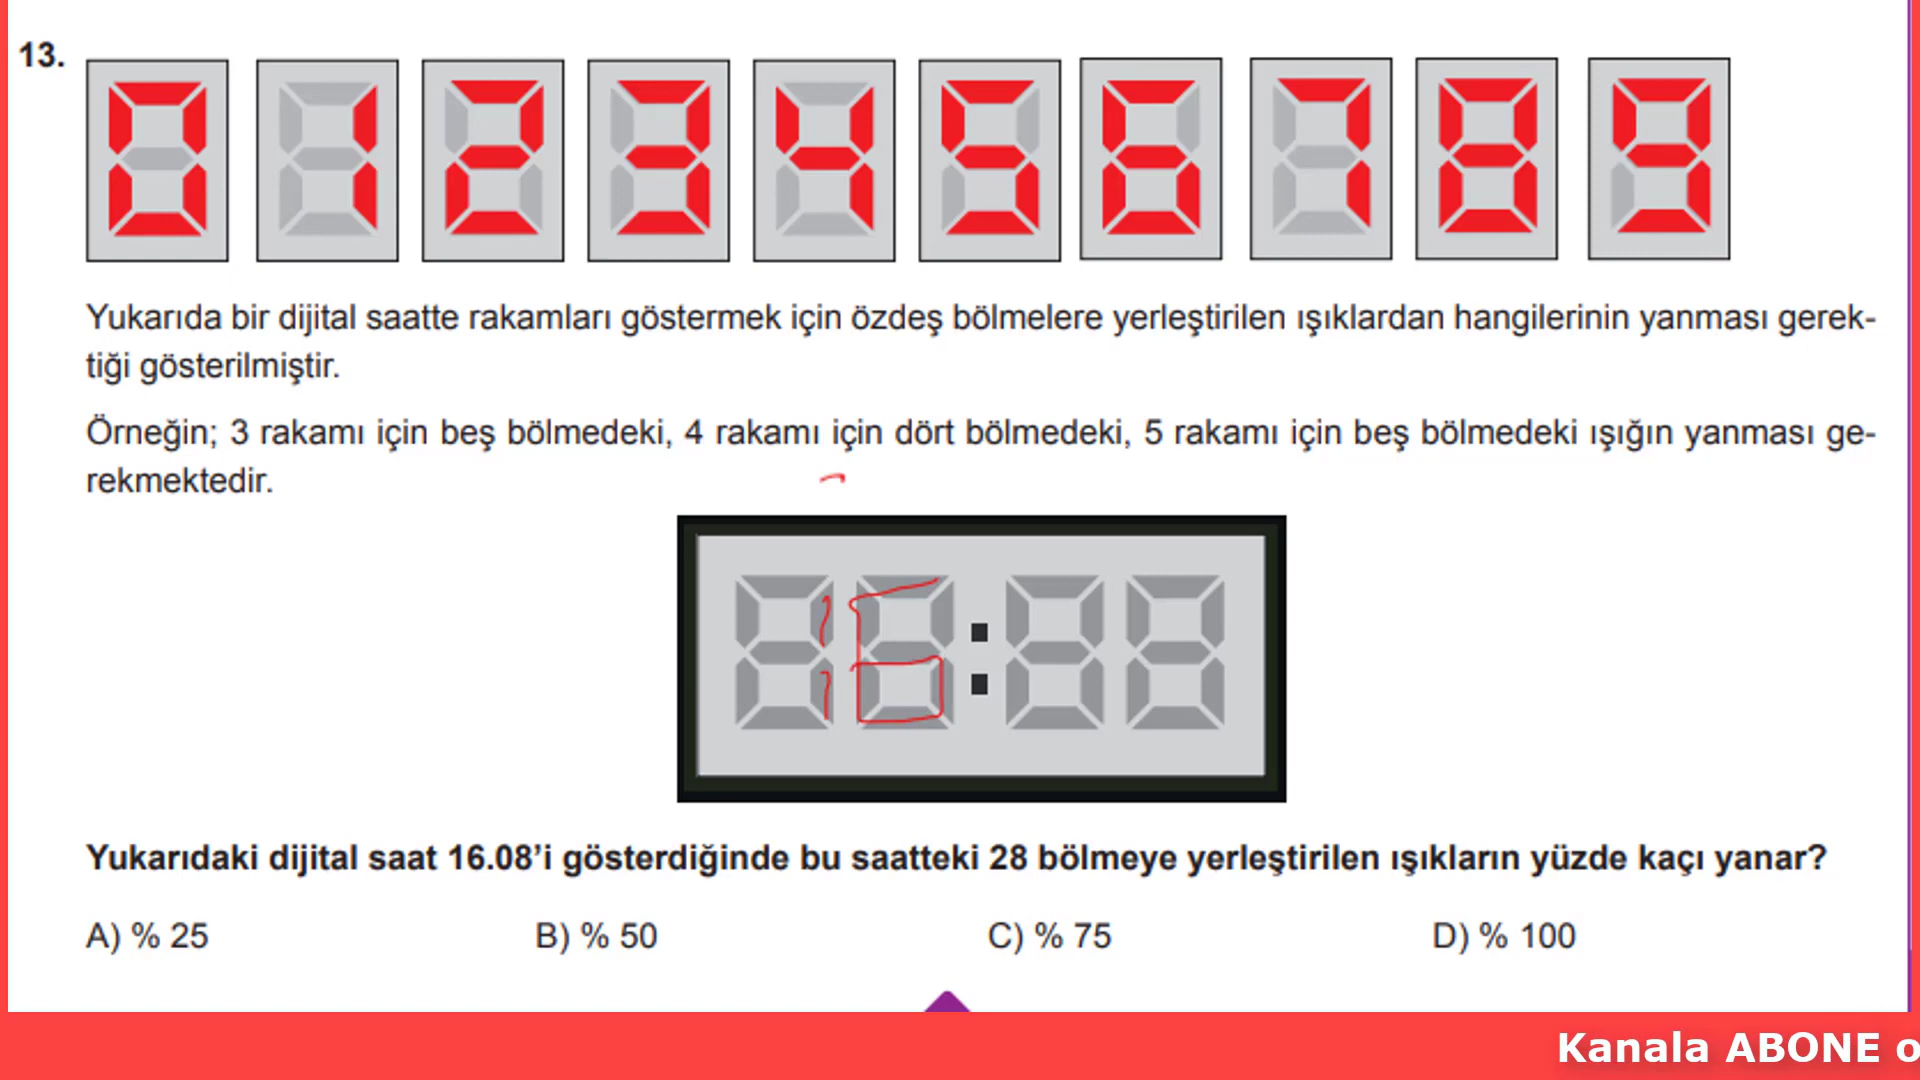 13.
Yukarıda bir dijital saatte rakamları göstermek için özdeş bölmelere yerleştirilen ışıklardan hangilerinin yanması gerek-
tiği gösterilmiştir.
Örneğin; 3 rakamı için beş bölmedeki, 4 rakamı için dört bölmedeki, 5 rakamı için beş bölmedeki ışığın yanması ge-
rekmektedir.
Yukarıdaki dijital saat 16.08’i gösterdiğinde bu saatteki 28 bölmeye yerleştirilen ışıkların yüzde kaçı yanar?
A) % 25 B) % 50 C) % 75 D) % 100
Kanala ABONE o